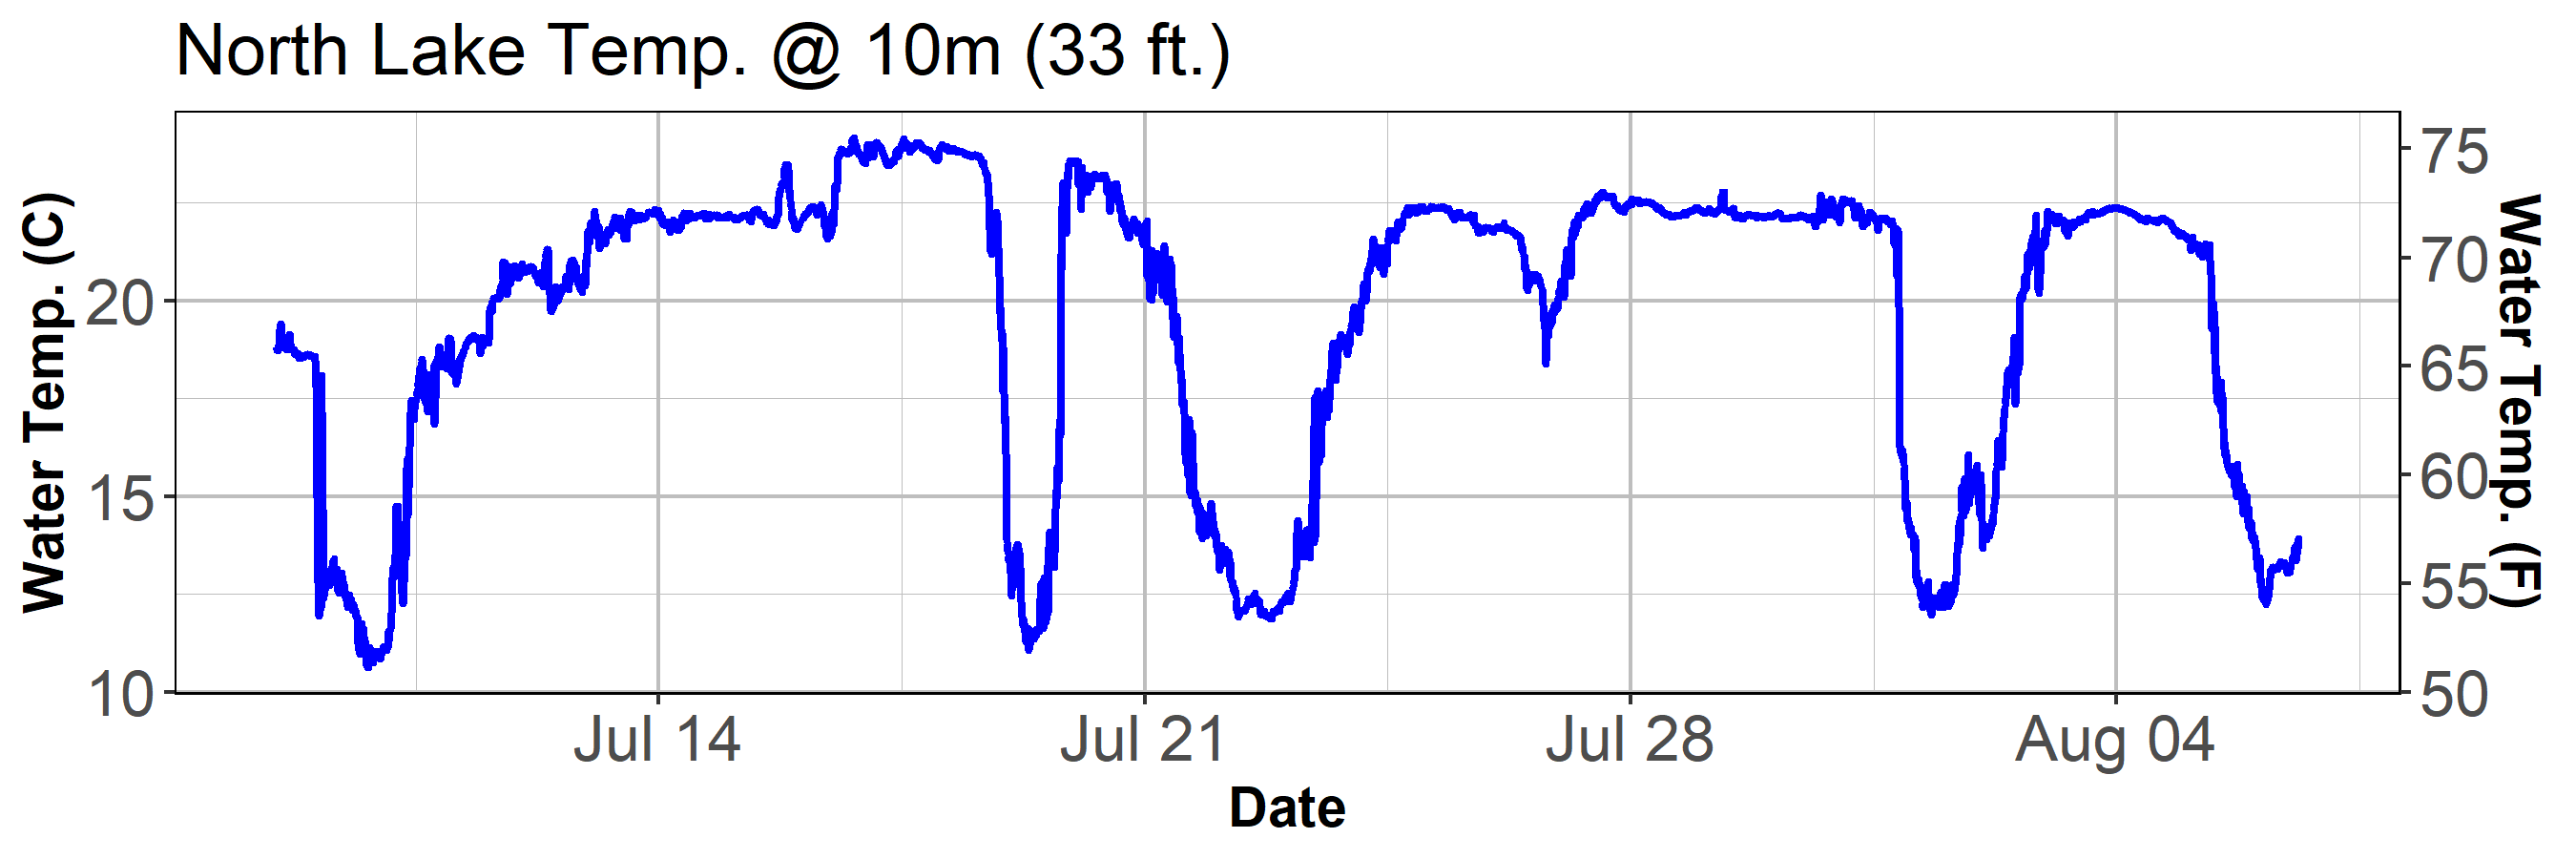 North Lake Temp. @ 10m (33 ft.)
Water Temp. (C)
20
15
10
75
70
65
60
55
50
Water Temp. (F)
Jul 14
Jul 21
Jul 28
Aug 04
Date